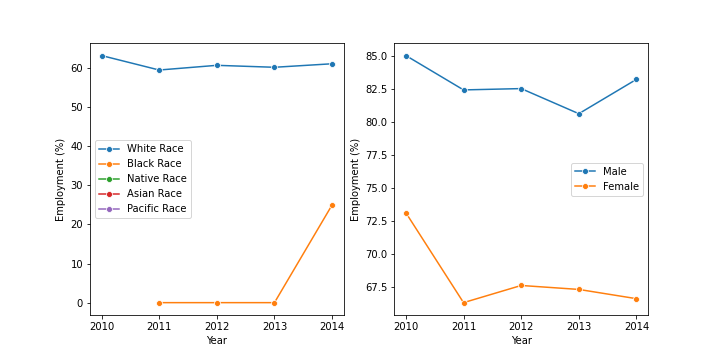 60
50
40
30
20
10
0
Employment (%)
White Race
Black Race
Native Race
Asian Race
Pacific Race
2010 2011 2012 2013 2014
Year
85.0
82.5
80.0
77.5
75.0
72.5
70.0
67.5
Employment (%)
Male
Female
2010 2011 2012 2013 2014
Year